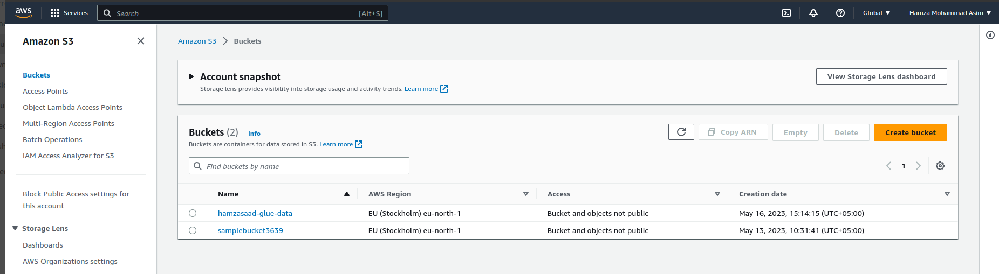 aws
Services
Search
[Alt+S]
Global
Hamza Mohammad Asim
Amazon S3
Buckets
Access Points
Object Lambda Access Points
Multi-Region Access Points
Batch Operations
IAM Access Analyzer for S3
Block Public Access settings for
this account
Storage Lens
Dashboards
AWS Organizations settings
Amazon S3 > Buckets
Account snapshot
View Storage Lens dashboard
Storage lens provides visibility into storage usage and activity trends. Learn more
Buckets (2) Info
Buckets are containers for data stored in S3. Learn more
Copy ARN
Empty
Delete
Create bucket
Find buckets by name
1
Name AWS Region Access Creation date
hamzasaad-glue-data EU (Stockholm) eu-north-1 Bucket and objects not public May 16, 2023, 15:14:15 (UTC+05:00)
samplebucket3639 EU (Stockholm) eu-north-1 Bucket and objects not public May 13, 2023, 10:31:41 (UTC+05:00)